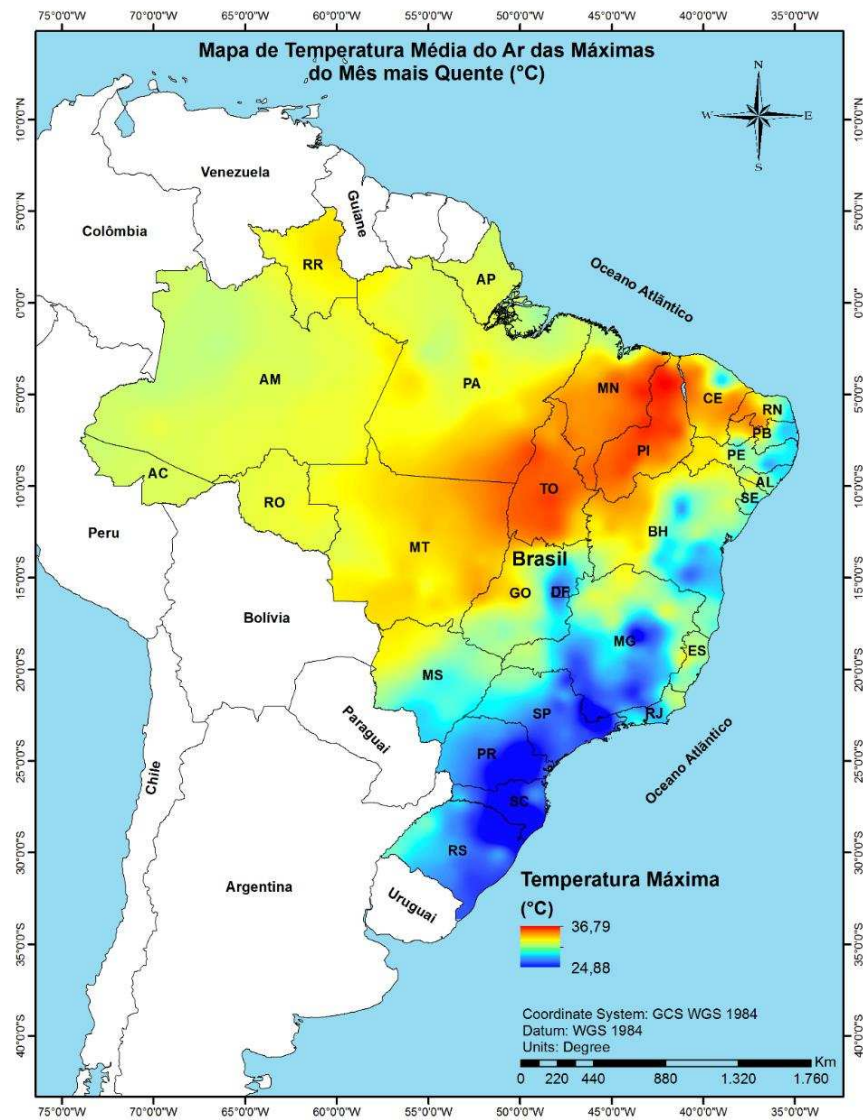 75°0'0"W 70°0'0"W 65°0'0"W 60°0'0"W 55°0'0"W 50°0'0"W 45°0'0"W 40°0'0"W 35°0'0"W
Mapa de Temperatura Média do Ar das Máximas
do Mês mais Quente (°C)
N
W E
S
10°0'0"N 10°0'0"N
5°0'0"N 5°0'0"N
0°0'0" 0°0'0"
5°0'0"S 5°0'0"S
10°0'0"S 10°0'0"S
15°0'0"S 15°0'0"S
20°0'0"S 20°0'0"S
25°0'0"S 25°0'0"S
30°0'0"S 30°0'0"S
35°0'0"S 35°0'0"S
40°0'0"S 40°0'0"S
Venezuela
Guiane
Colômbia
RR
AP
Oceano Atlântico
AM
PA
MN
CE
RN
PB
PI
PE
AC
AL
TO
SE
RO
Peru
BH
MT
Brasil
GO
DF
Bolívia
MG
ES
MS
SP
RJ
Paraguai
PR
Oceano Atlântico
Chile
SC
RS
Argentina
Uruguai
Temperatura Máxima
(°C)
36,79
24,88
Coordinate System: GCS WGS 1984
Datum: WGS 1984
Units: Degree
Km
0 220 440 880 1.320 1.760
75°0'0"W 70°0'0"W 65°0'0"W 60°0'0"W 55°0'0"W 50°0'0"W 45°0'0"W 40°0'0"W 35°0'0"W